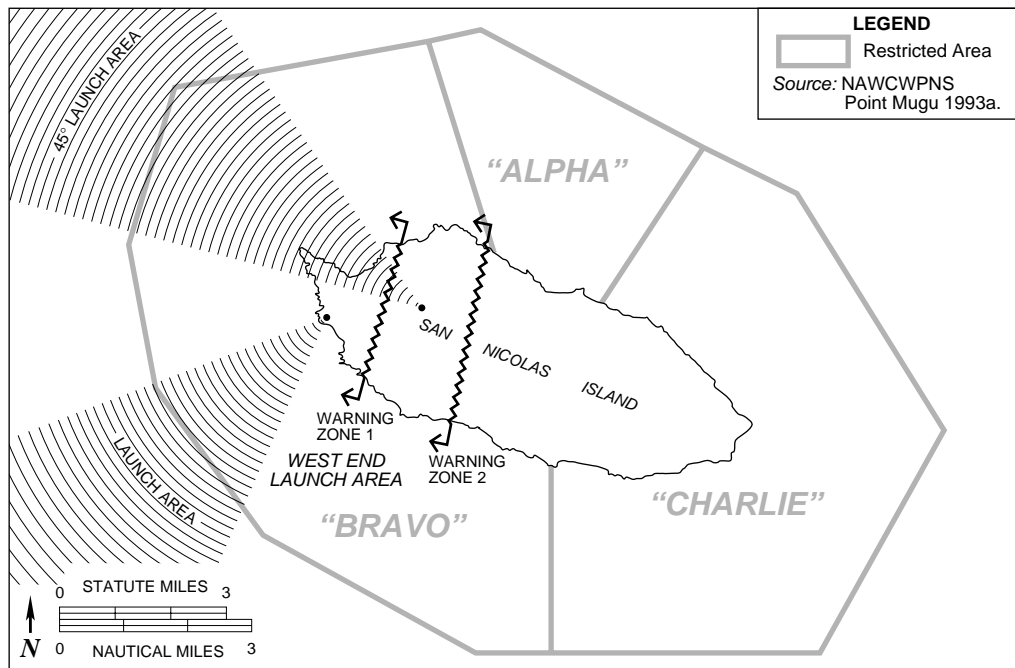 LEGEND
Restricted Area
Source: NAWCWPNS
Point Mugu 1993a.
45° LAUNCH AREA
“ALPHA”
SAN
NICOLAS
ISLAND
WARNING
ZONE 1
WEST END
LAUNCH AREA
WARNING
ZONE 2
LAUNCH AREA
“BRAVO”
“CHARLIE”
0 STATUTE MILES 3
N
0 NAUTICAL MILES 3